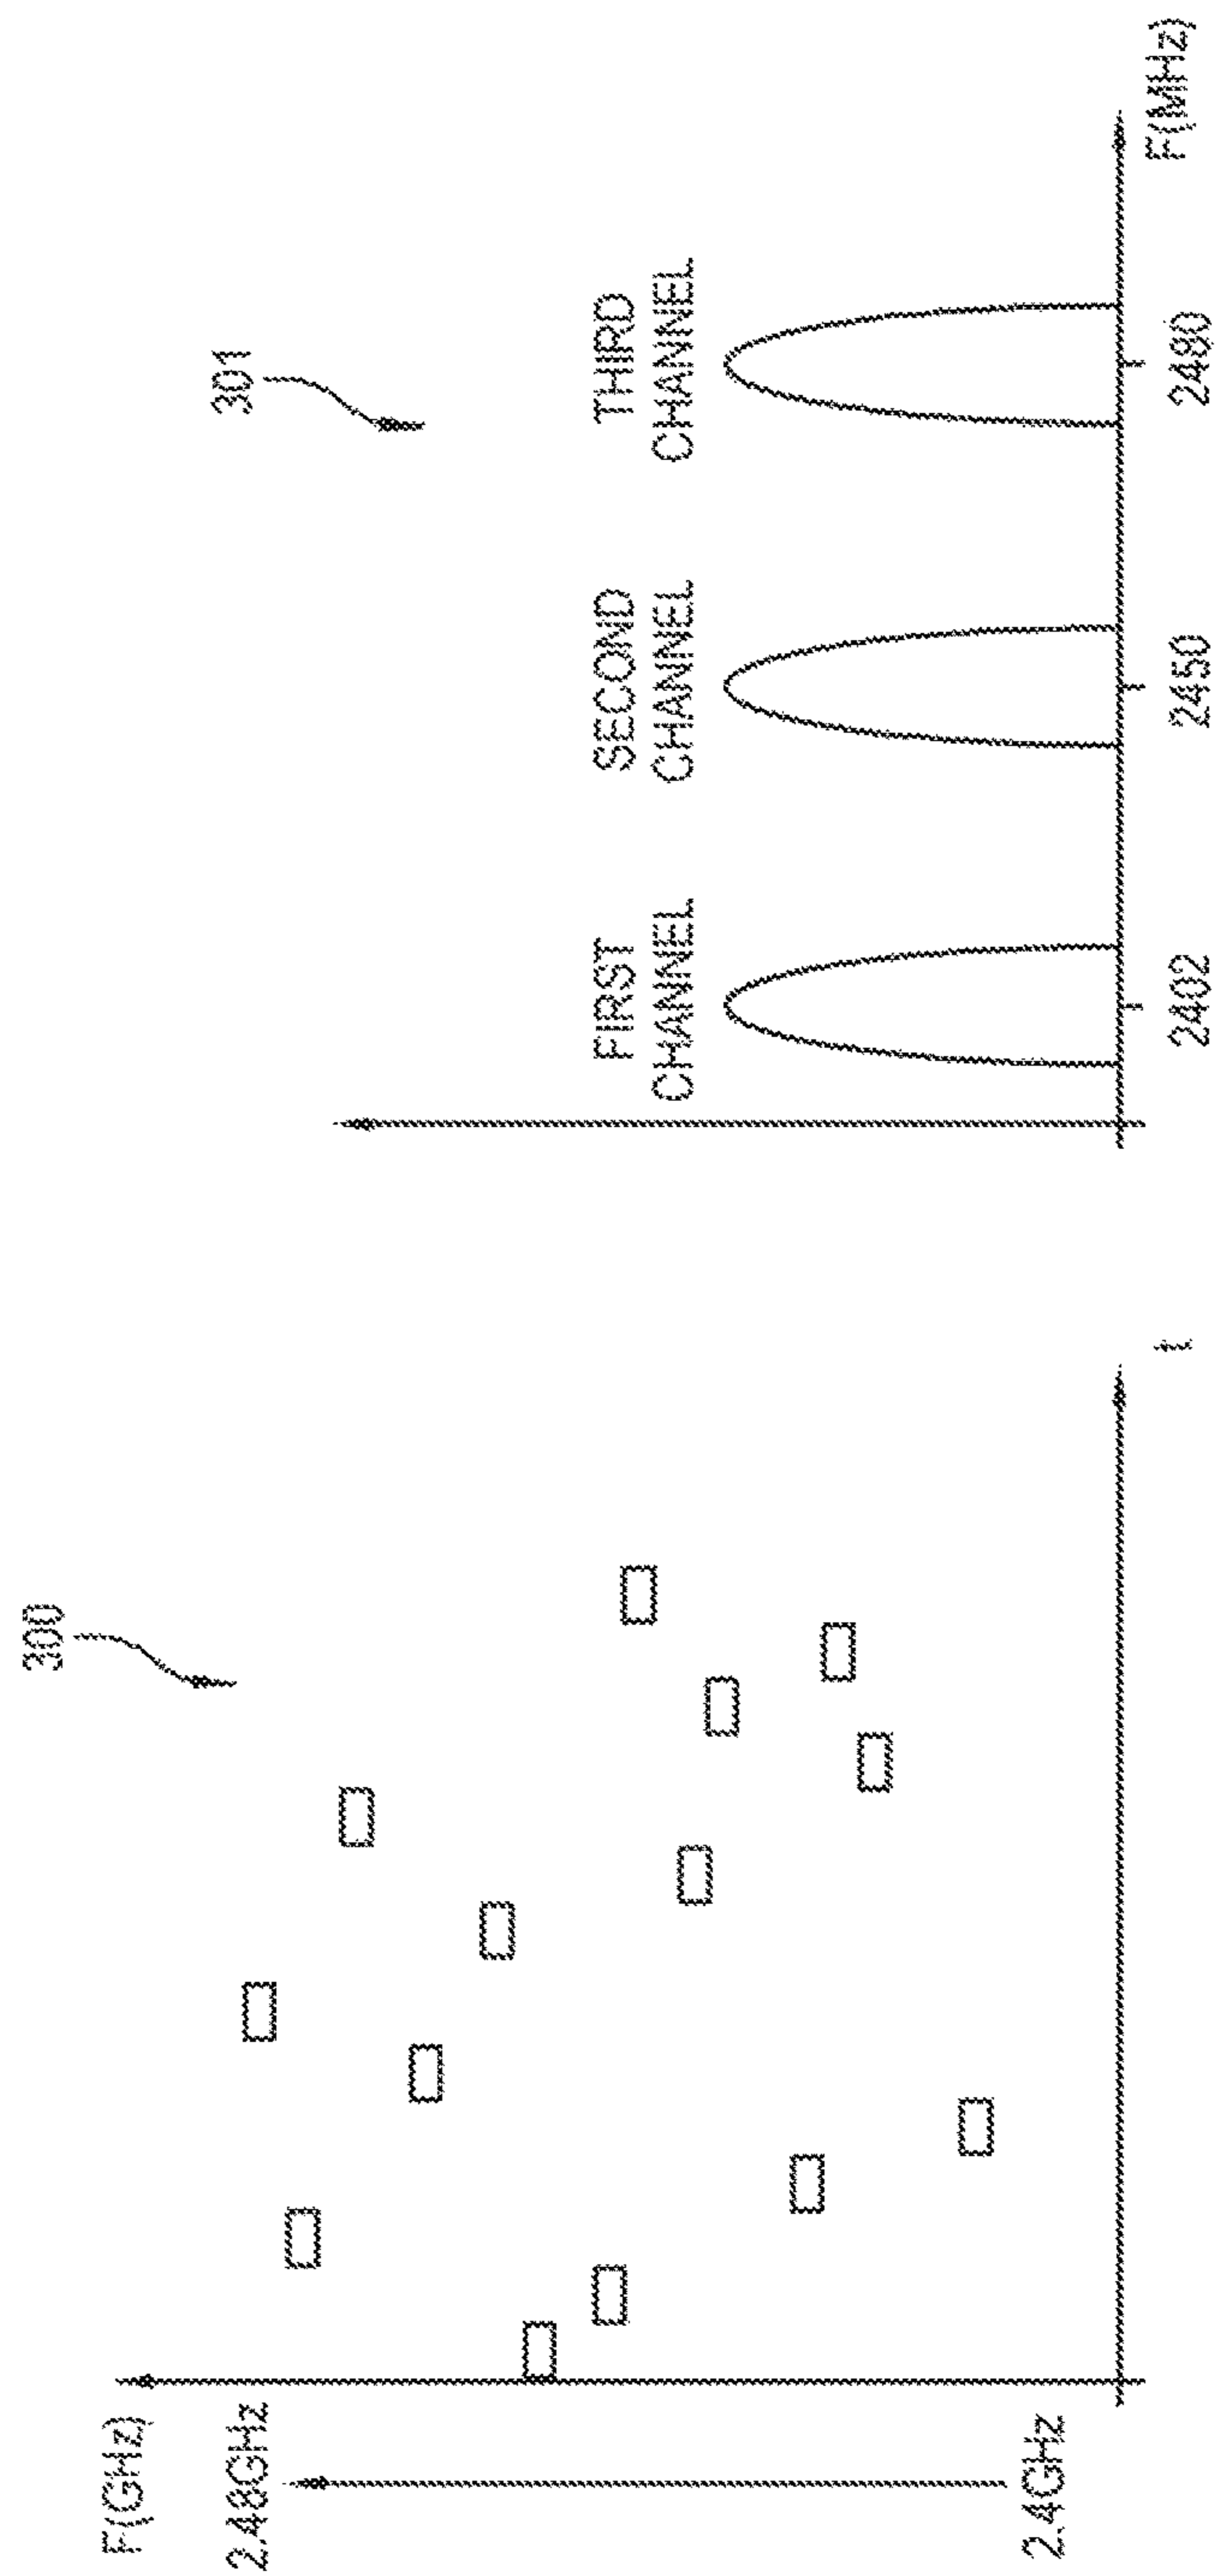 300
F(GHz)
2.48GHz
2.4GHz
t
301
FIRST
CHANNEL
SECOND
CHANNEL
THIRD
CHANNEL
2402
2450
2480
F(MHz)